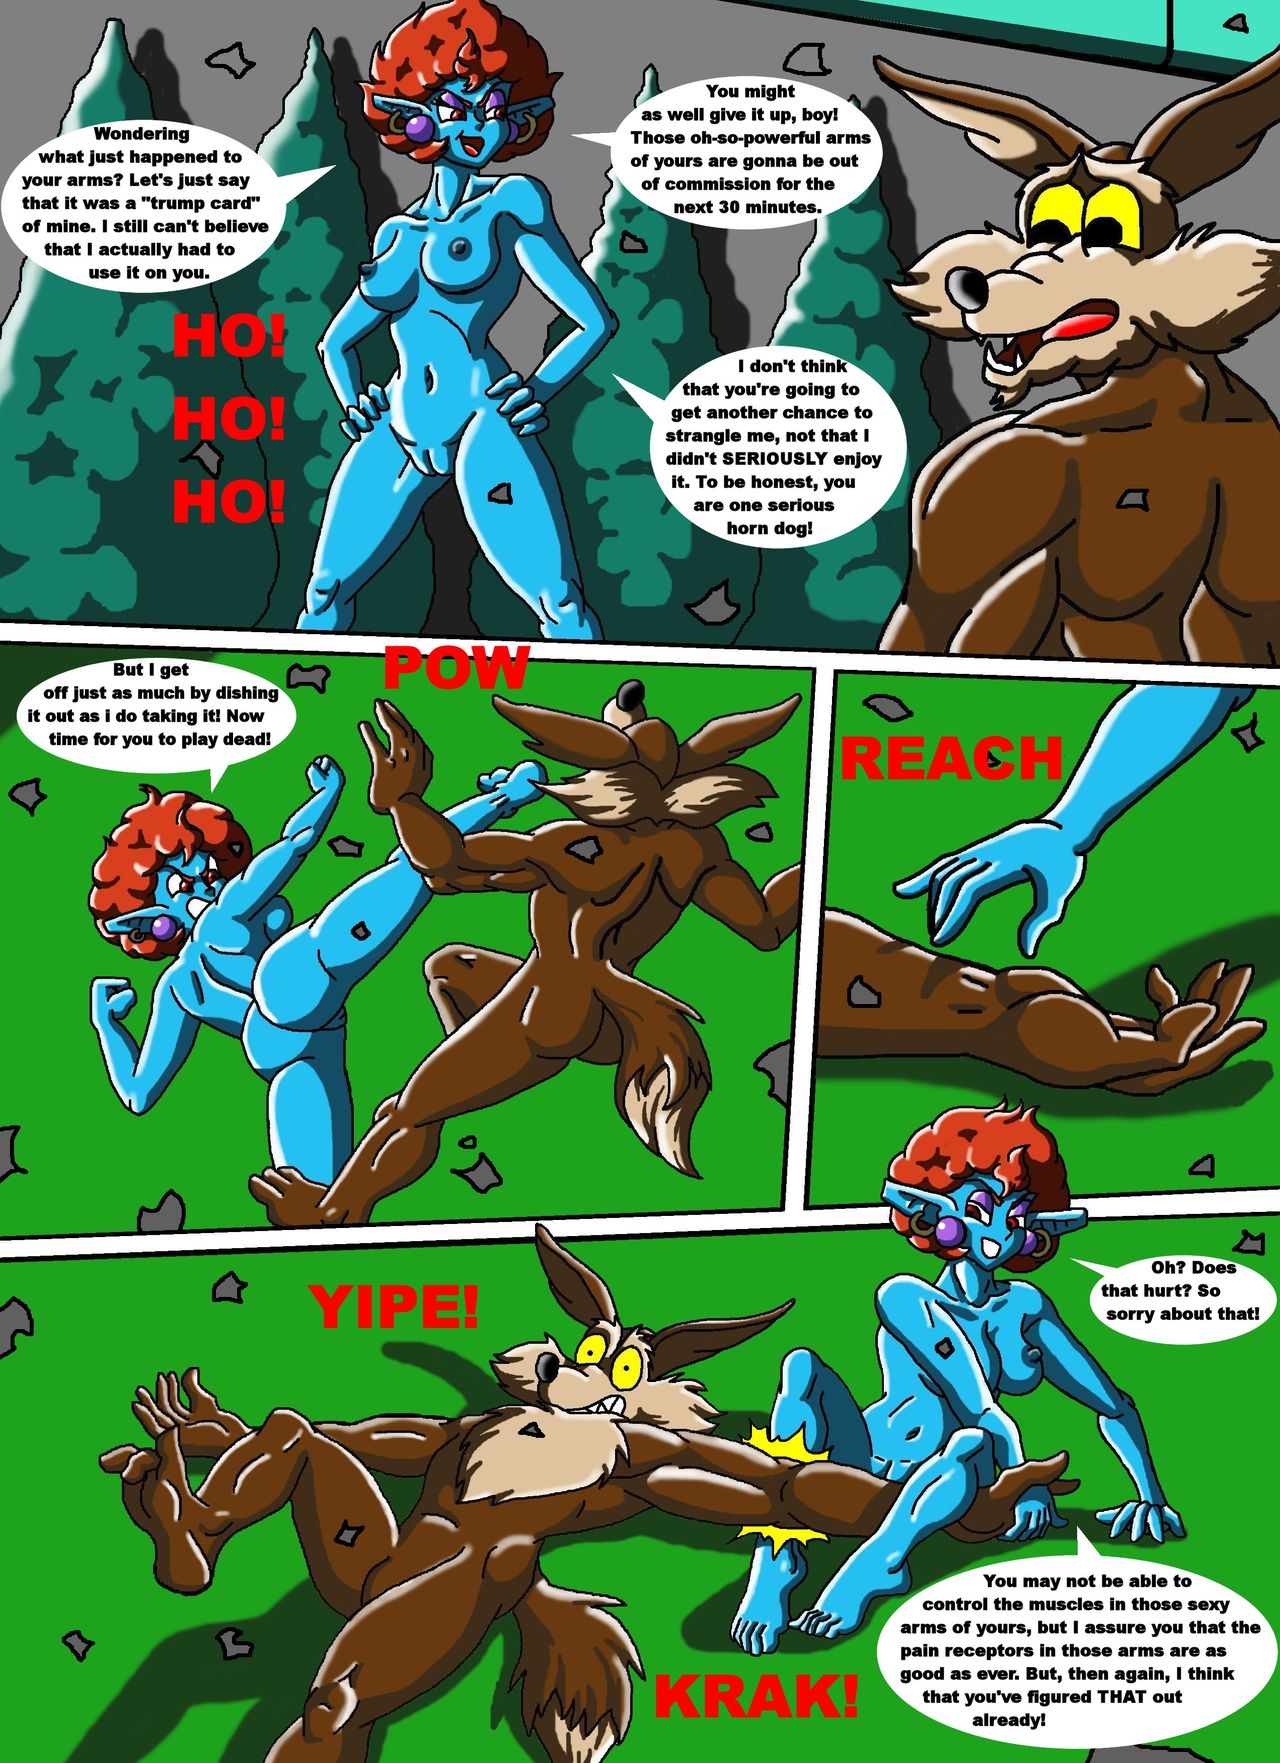 Wondering
what just happened to
your arms? Let's just say
that it was a "trump card"
of mine. I still can't believe
that I actually had to
use it on you.
You might
as well give it up, boy!
Those oh-so-powerful arms
of yours are gonna be out
of commission for the
next 30 minutes.
HO!
HO!
HO!
I don't think
that you're going to
get another chance to
strangle me, not that I
didn't SERIOUSLY enjoy
it. To be honest, you
are one serious
horn dog!
But I get
off just as much by dishing
it out as i do taking it! Now
time for you to play dead!
POW
REACH
YIPE!
Oh? Does
that hurt? So
sorry about that!
KRAK!
You may not be able to
control the muscles in those sexy
arms of yours, but I assure you that the
pain receptors in those arms are as
good as ever. But, then again, I think
that you've figured THAT out
already!